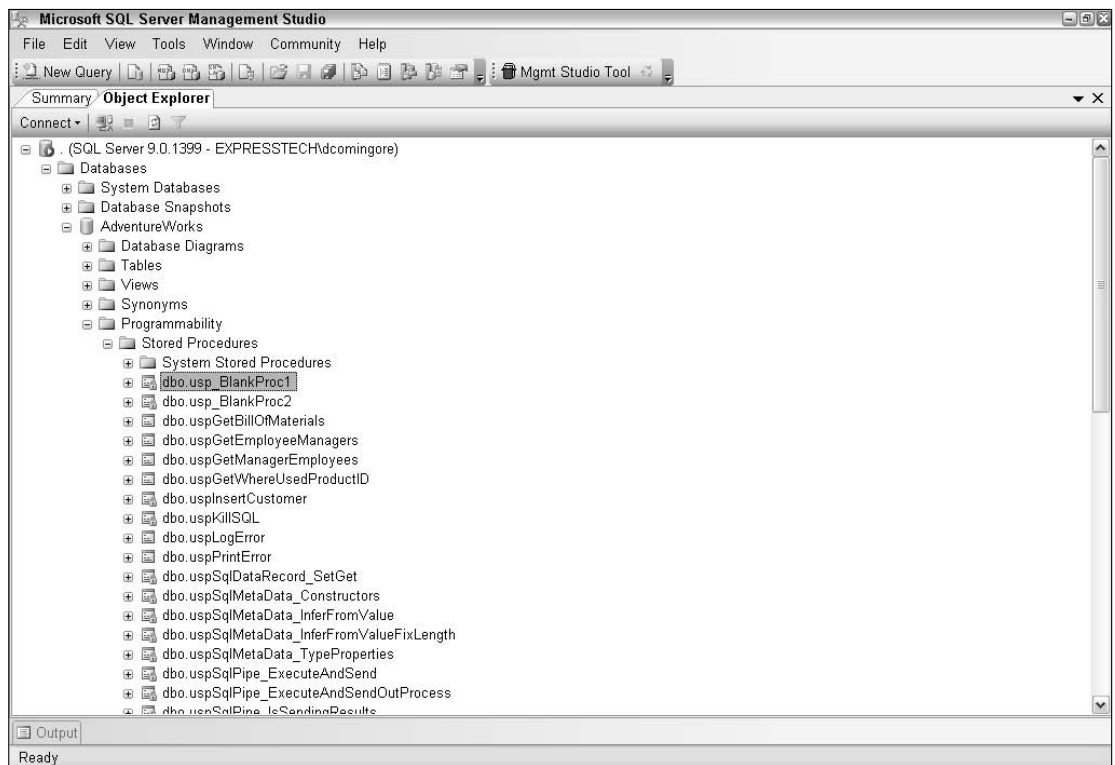 Microsoft SQL Server Management Studio
File Edit View Tools Window Community Help
New Query Mgmt Studio Tool
Summary Object Explorer
Connect
. (SQL Server 9.0.1399 - EXPRESSTECH\dcomingore)
Databases
System Databases
Database Snapshots
AdventureWorks
Database Diagrams
Tables
Views
Synonyms
Programmability
Stored Procedures
System Stored Procedures
dbo.usp_BlankProc1
dbo.usp_BlankProc2
dbo.uspGetBillOfMaterials
dbo.uspGetEmployeeManagers
dbo.uspGetManagerEmployees
dbo.uspGetWhereUsedProductID
dbo.uspInsertCustomer
dbo.uspKillSQL
dbo.uspLogError
dbo.uspPrintError
dbo.uspSqlDataRecord_SetGet
dbo.uspSqlMetaData_Constructors
dbo.uspSqlMetaData_InferFromValue
dbo.uspSqlMetaData_InferFromValueFixLength
dbo.uspSqlMetaData_TypeProperties
dbo.uspSqlPipe_ExecuteAndSend
dbo.uspSqlPipe_ExecuteAndSendOutProcess
dbo.uspSqlPipe_IsSendingResults
Output
Ready